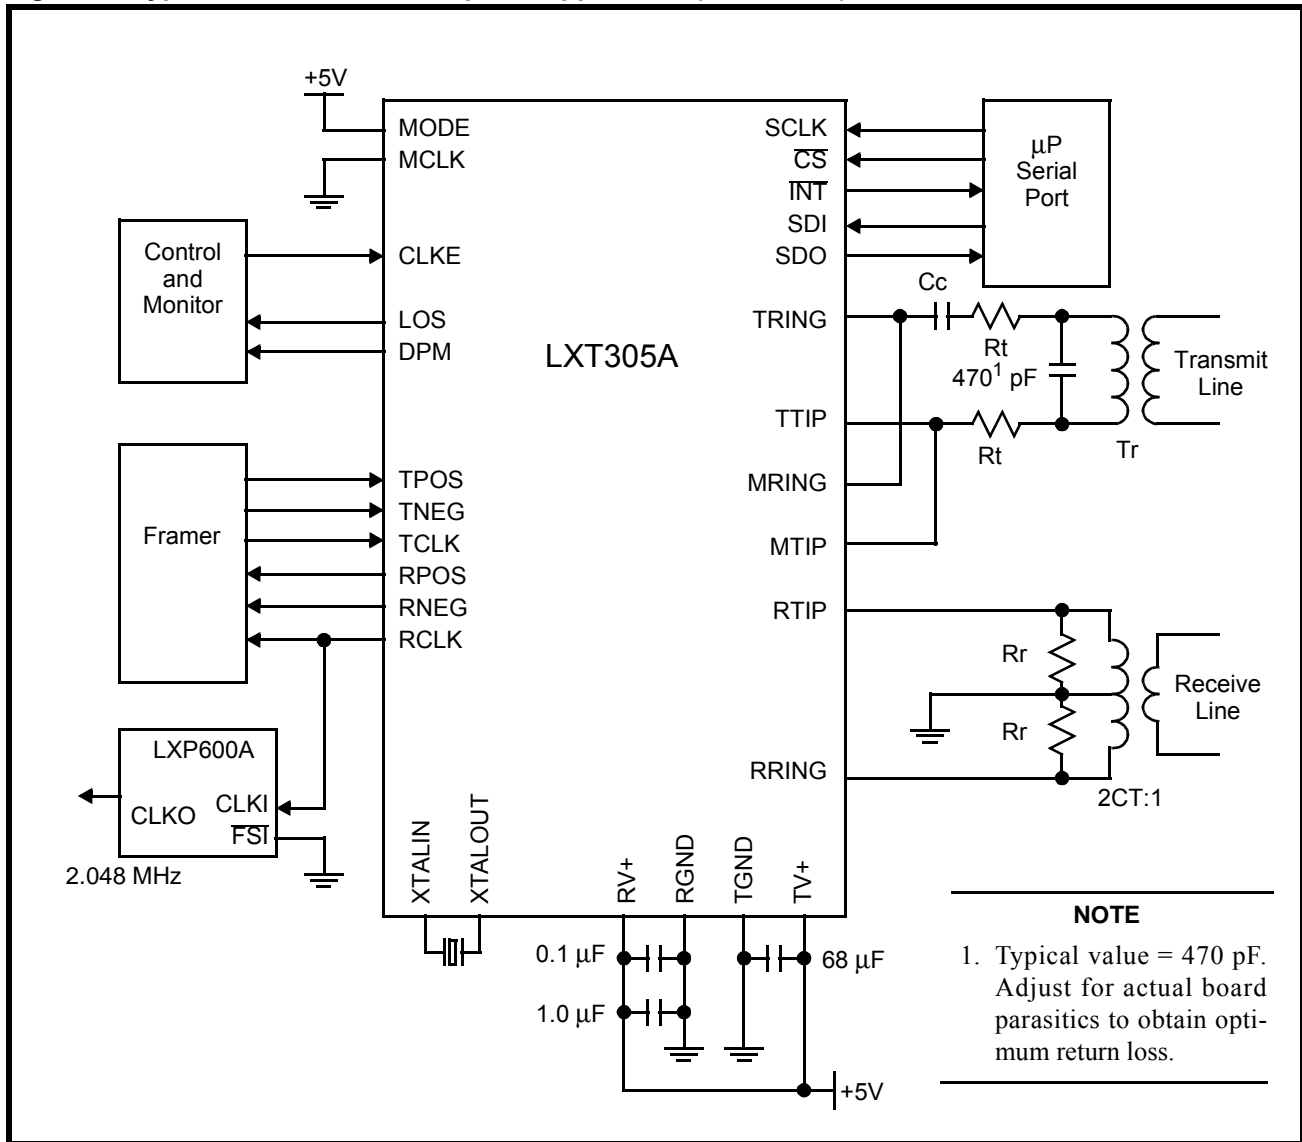 +5V
MODE
MCLK
CLKE
LOS
DPM
TPOS
TNEG
TCLK
RPOS
RNEG
RCLK
Control
and
Monitor
Framer
LXP600A
CLKI
CLKO
FSI
2.048 MHz
LXT305A
XTALIN
XTALOUT
RV+
RGND
TGND
TV+
0.1 μF
1.0 μF
68 μF
+5V
SCLK
CS
INT
SDI
SDO
μP
Serial
Port
TRING
TTIP
MRING
MTIP
RTIP
RRING
Cc
Rt
470¹ pF
Rt
Tr
Transmit
Line
Rr
Rr
Receive
Line
2CT:1
NOTE
1. Typical value = 470 pF.
Adjust for actual board
parasitics to obtain opti-
mum return loss.